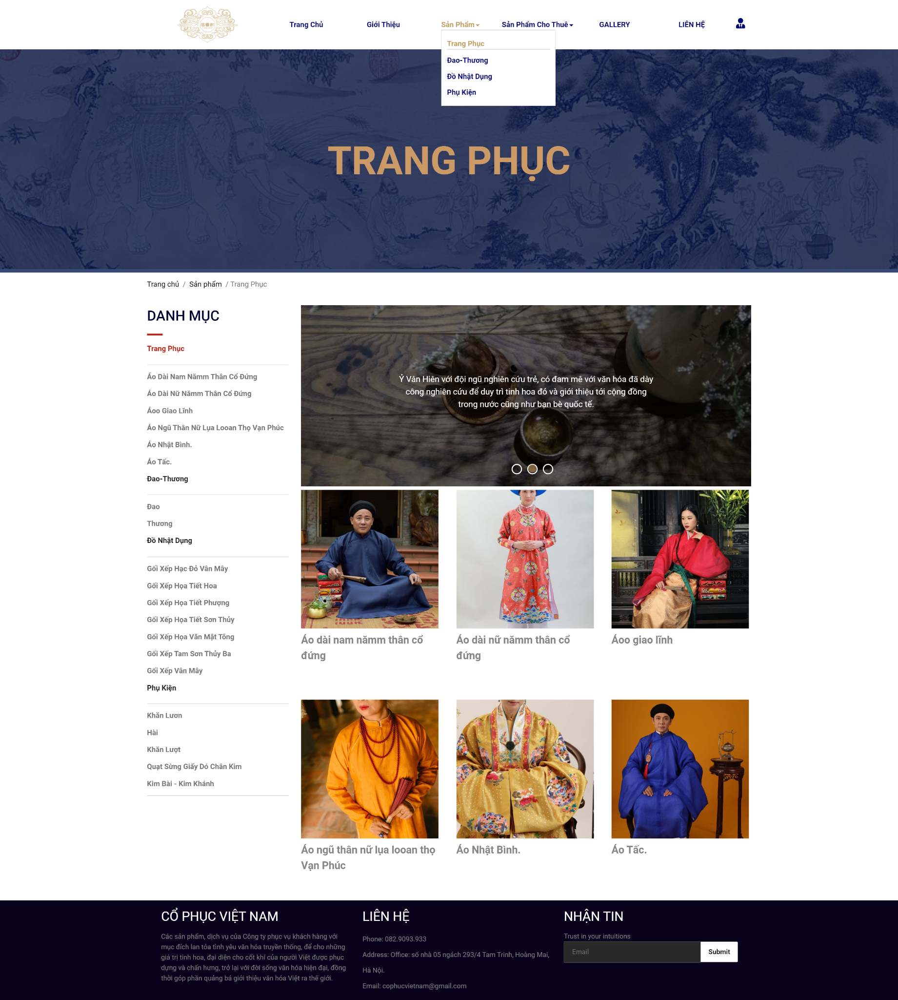 Trang Chủ
Giới Thiệu
Sản Phẩm
Sản Phẩm Cho Thuê
GALLERY
LIÊN HỆ
Trang Phục
Đao-Thương
Đồ Nhật Dụng
Phụ Kiện
TRANG PHỤC
Trang chủ / Sản phẩm / Trang Phục
DANH MỤC
Trang Phục
Áo Dài Nam Nămm Thân Cổ Đứng
Áo Dài Nữ Nămm Thân Cổ Đứng
Áoo Giao Lĩnh
Áo Ngũ Thân Nữ Lụa Looan Thọ Vạn Phúc
Áo Nhật Bình.
Áo Tấc.
Đao-Thương
Đao
Thương
Đồ Nhật Dụng
Gối Xếp Hạc Đỏ Vân Mây
Gối Xếp Họa Tiết Hoa
Gối Xếp Họa Tiết Phượng
Gối Xếp Họa Tiết Sơn Thủy
Gối Xếp Họa Văn Mật Tông
Gối Xếp Tam Sơn Thủy Ba
Gối Xếp Vân Mây
Phụ Kiện
Khăn Lươn
Hài
Khăn Lượt
Quạt Sừng Giấy Dó Chân Kim
Kim Bài - Kim Khánh
Ỷ Vân Hiên với đội ngũ nghiên cứu trẻ, có đam mê với văn hóa đã dày
công nghiên cứu để duy trì tinh hoa đó và giới thiệu tới cộng đồng
trong nước cũng như bạn bè quốc tế.
Áo dài nam nămm thân cổ
đứng
Áo dài nữ nămm thân cổ
đứng
Áoo giao lĩnh
Áo ngũ thân nữ lụa looan thọ
Vạn Phúc
Áo Nhật Bình.
Áo Tấc.
CỔ PHỤC VIỆT NAM
Các sản phẩm, dịch vụ của Công ty phục vụ khách hàng với
mục đích lan tỏa tình yêu văn hóa truyền thống, để cho những
giá trị tinh hoa, đại diện cho cốt khí của người Việt được phục
dựng và chấn hưng, trở lại với đời sống văn hóa hiện đại, đồng
thời góp phần quảng bá giới thiệu văn hóa Việt ra thế giới.
LIÊN HỆ
Phone: 082.9093.933
Address: Office: số nhà 05 ngách 293/4 Tam Trinh, Hoàng Mai,
Hà Nội.
Email: cophucvietnam@gmail.com
NHẬN TIN
Trust in your intuitions
Email
Submit